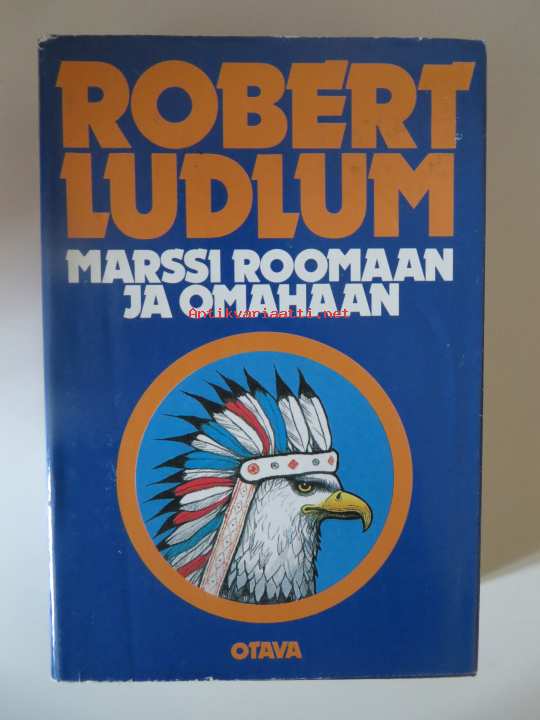 ROBERT
LUDLUM
MARSSI ROOMAAN
JA OMAHAAN
Antikvariaatti.net
OTAVA